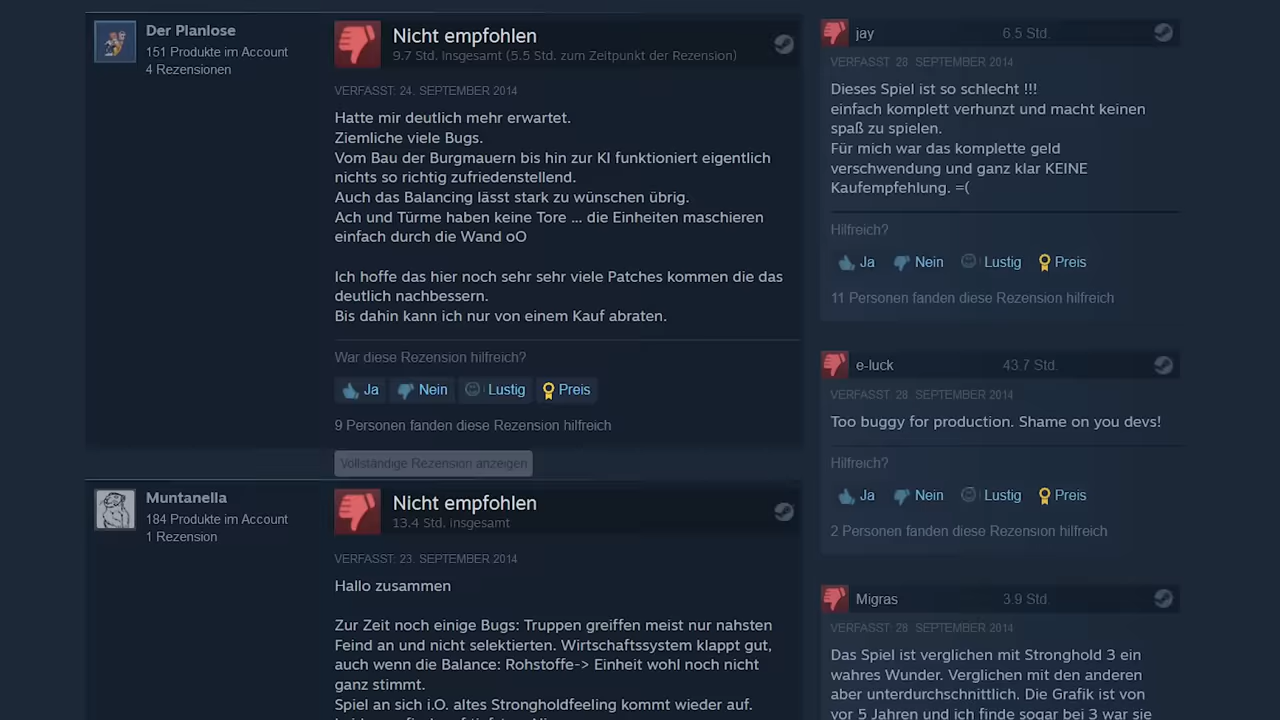 Der Planlose
151 Produkte im Account
4 Rezensionen
Nicht empfohlen
9.7 Std. Insgesamt (5.5 Std. zum Zeitpunkt der Rezension)
VERFASST: 24. SEPTEMBER 2014
Hatte mir deutlich mehr erwartet.
Ziemliche viele Bugs.
Vom Bau der Burgmauern bis hin zur KI funktioniert eigentlich
nichts so richtig zufriedenstellend.
Auch das Balancing lässt stark zu wünschen übrig.
Ach und Türme haben keine Tore ... die Einheiten maschieren
einfach durch die Wand oO
Ich hoffe das hier noch sehr sehr viele Patches kommen die das
deutlich nachbessern.
Bis dahin kann ich nur von einem Kauf abraten.
War diese Rezension hilfreich?
Ja Nein Lustig Preis
9 Personen fanden diese Rezension hilfreich
Vollständige Rezension anzeigen
Muntanella
184 Produkte im Account
1 Rezension
Nicht empfohlen
13.4 Std. insgesamt
VERFASST: 23. SEPTEMBER 2014
Hallo zusammen
Zur Zeit noch einige Bugs: Truppen greiffen meist nur nahsten
Feind an und nicht selektierten. Wirtschaftssystem klappt gut,
auch wenn die Balance: Rohstoffe-> Einheit wohl noch nicht
ganz stimmt.
Spiel an sich i.O. altes Strongholdfeeling kommt wieder auf.
jay 6.5 Std.
VERFASST: 28. SEPTEMBER 2014
Dieses Spiel ist so schlecht !!!
einfach komplett verhunzt und macht keinen
spaß zu spielen.
Für mich war das komplette geld
verschwendung und ganz klar KEINE
Kaufempfehlung. =(
Hilfreich?
Ja Nein Lustig Preis
11 Personen fanden diese Rezension hilfreich
e-luck 43.7 Std.
VERFASST: 28. SEPTEMBER 2014
Too buggy for production. Shame on you devs!
Hilfreich?
Ja Nein Lustig Preis
2 Personen fanden diese Rezension hilfreich
Migras 3.9 Std.
VERFASST: 28. SEPTEMBER 2014
Das Spiel ist verglichen mit Stronghold 3 ein
wahres Wunder. Verglichen mit den anderen
aber unterdurchschnittlich. Die Grafik ist von
vor 5 Jahren und ich finde sogar bei 3 war sie